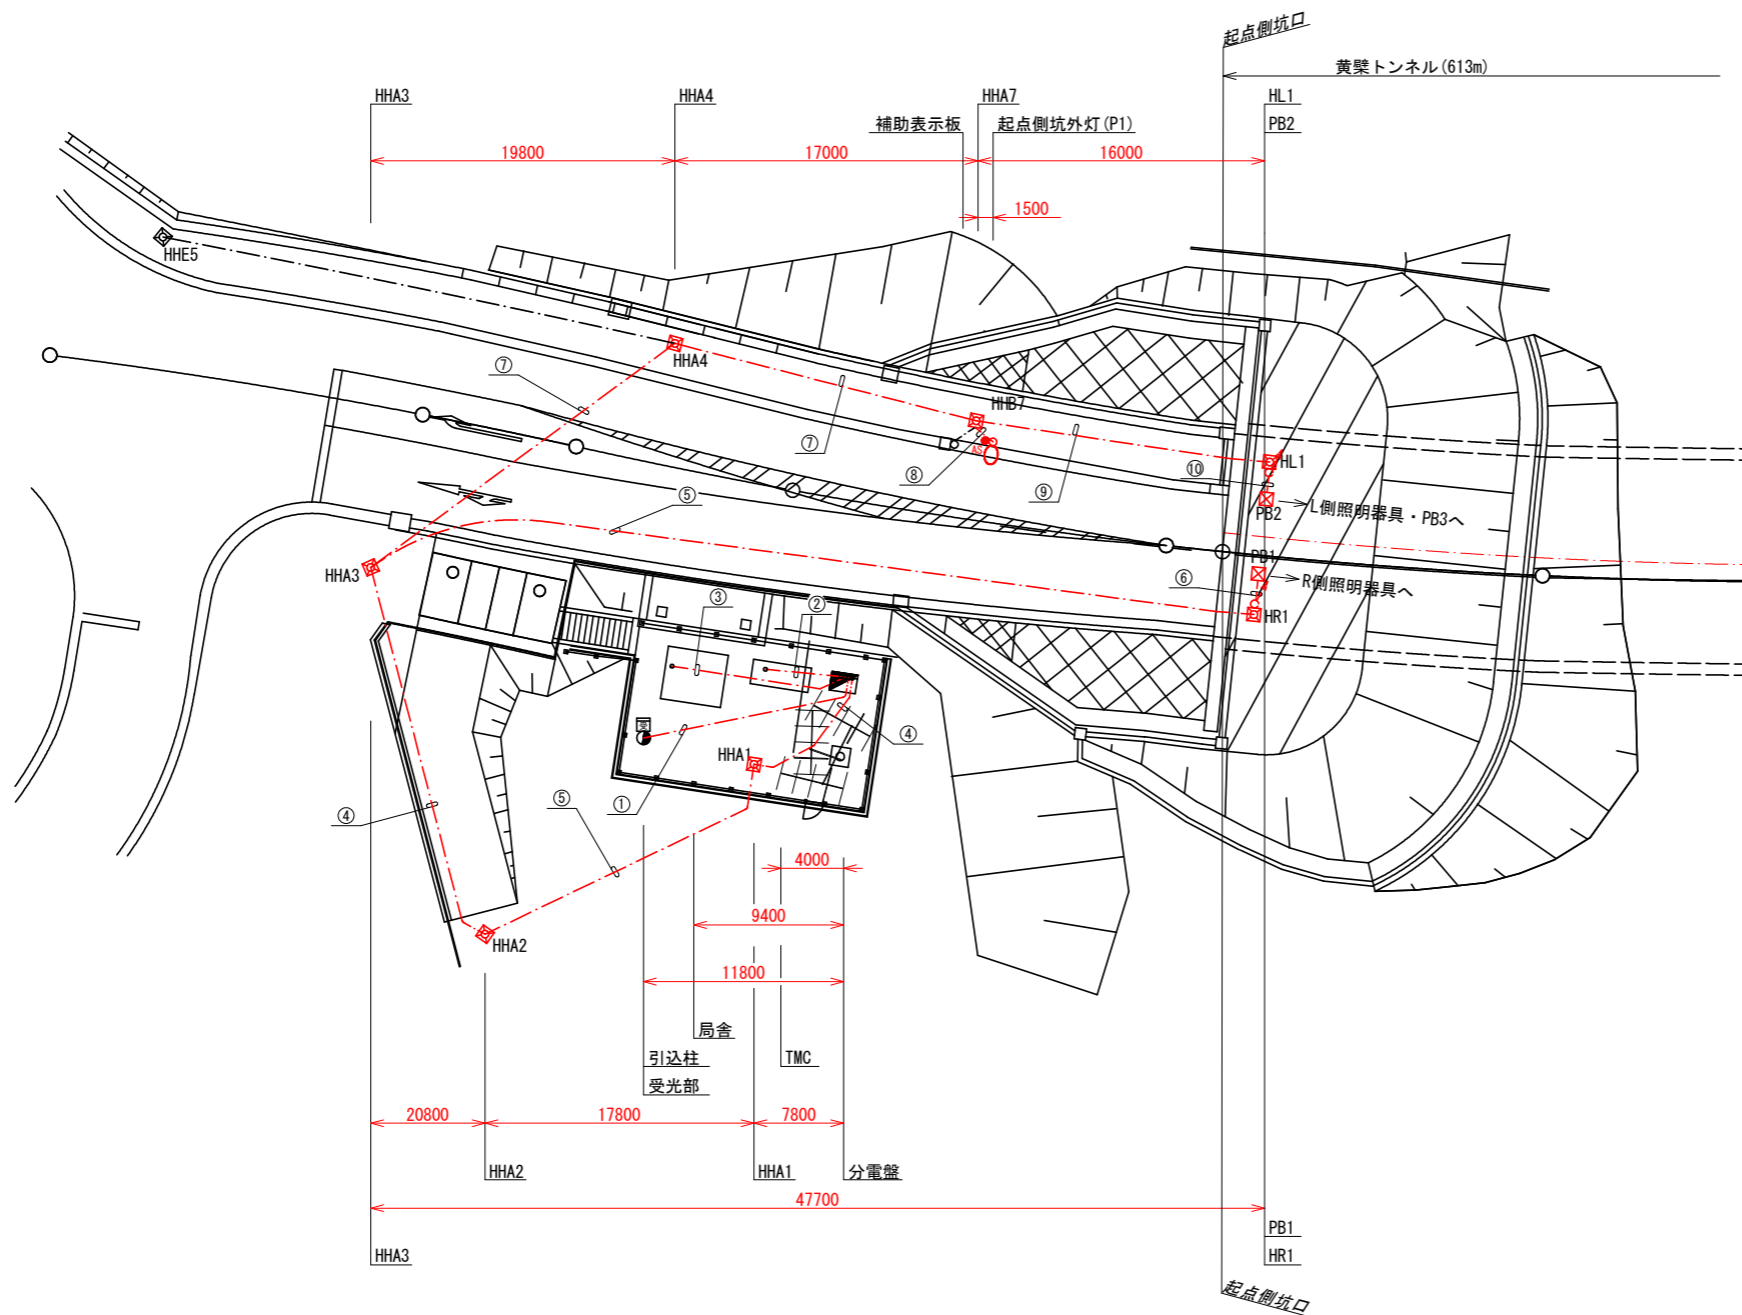 起点側坑口
黄檗トンネル(613m)
HHA3
HHA4
HHA7
HL1
補助表示板
起点側坑外灯(P1)
PB2
19800
17000
16000
1500
HHE5
HHA4
⑦
HHB7
⑦
AS
⑧
⑨
⑩
HL1
PB2
L側照明器具・PB3へ
⑤
PB1
R側照明器具へ
HHA3
⑥
HR1
③
②
④
HHA1
④
⑤
①
4000
HHA2
9400
11800
局舎
引込柱
TMC
受光部
20800
17800
7800
HHA2
HHA1
分電盤
47700
PB1
HHA3
HR1
起点側坑口